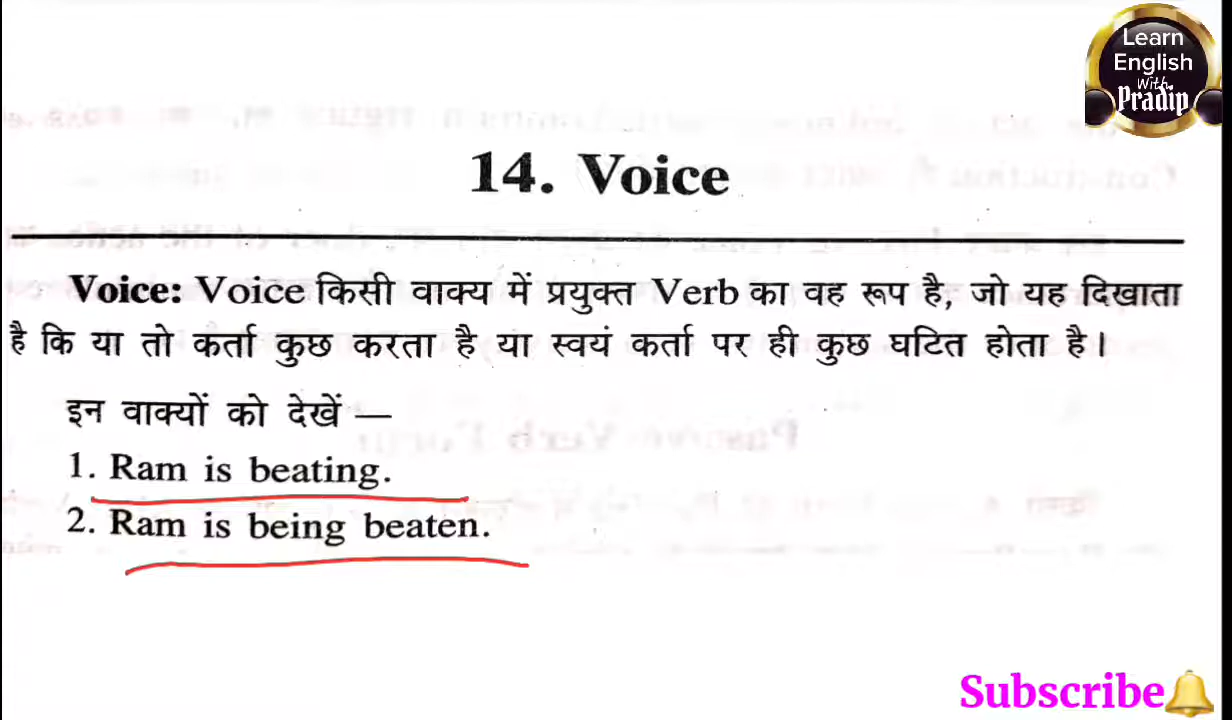 Learn
English
With
Pradip
14. Voice
Voice: Voice किसी वाक्य में प्रयुक्त Verb का वह रूप है, जो यह दिखाता
है कि या तो कर्ता कुछ करता है या स्वयं कर्ता पर ही कुछ घटित होता है।
इन वाक्यों को देखें —
1. Ram is beating.
2. Ram is being beaten.
Subscribe